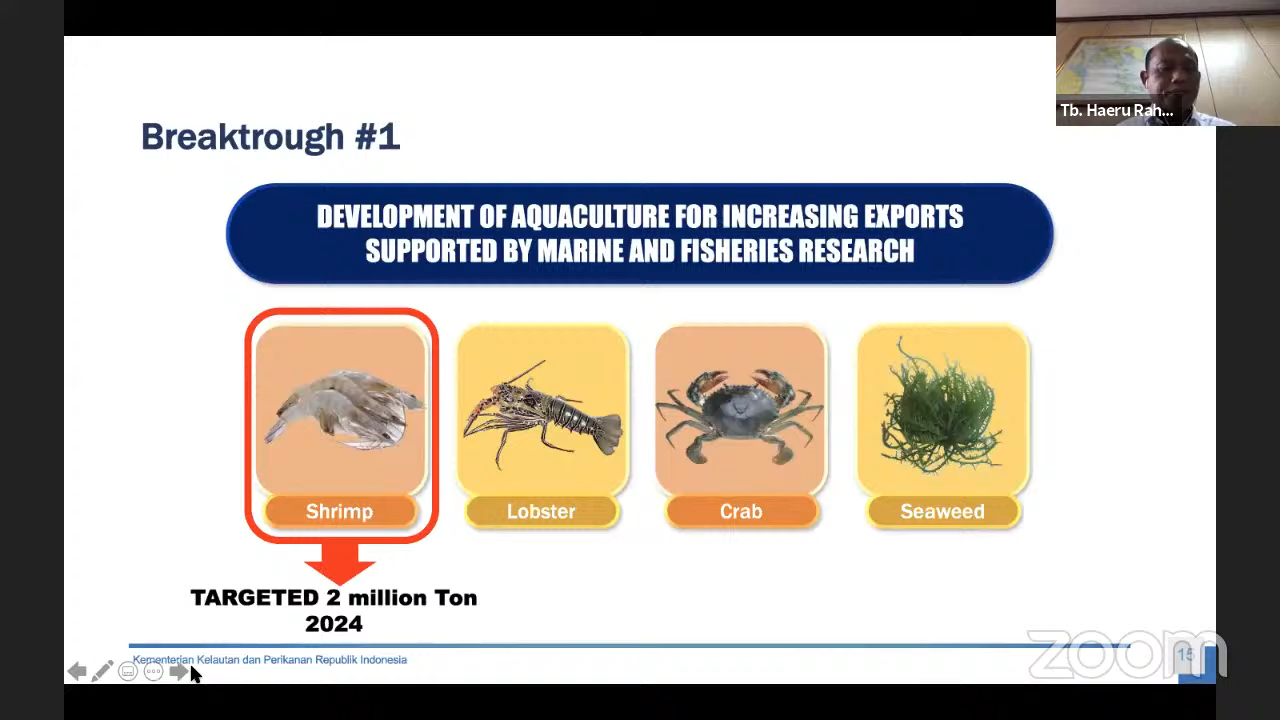 Tb. Haeru Rah...
Breaktrough #1
DEVELOPMENT OF AQUACULTURE FOR INCREASING EXPORTS
SUPPORTED BY MARINE AND FISHERIES RESEARCH
Shrimp
Lobster
Crab
Seaweed
TARGETED 2 million Ton
2024
Kementerian Kelautan dan Perikanan Republik Indonesia
15
zoom